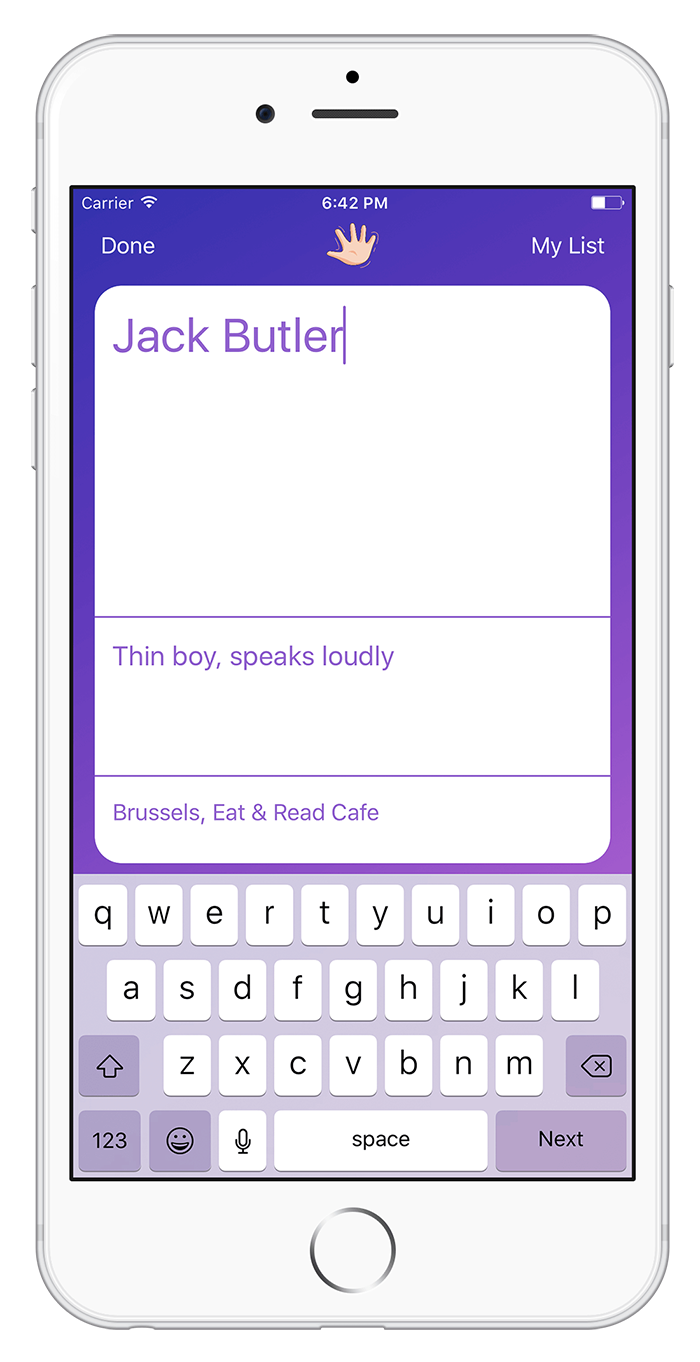 Carrier 6:42 PM
Done My List
Jack Butler
Thin boy, speaks loudly
Brussels, Eat & Read Cafe
q w e r t y u i o p
a s d f g h j k l
z x c v b n m
123 space Next